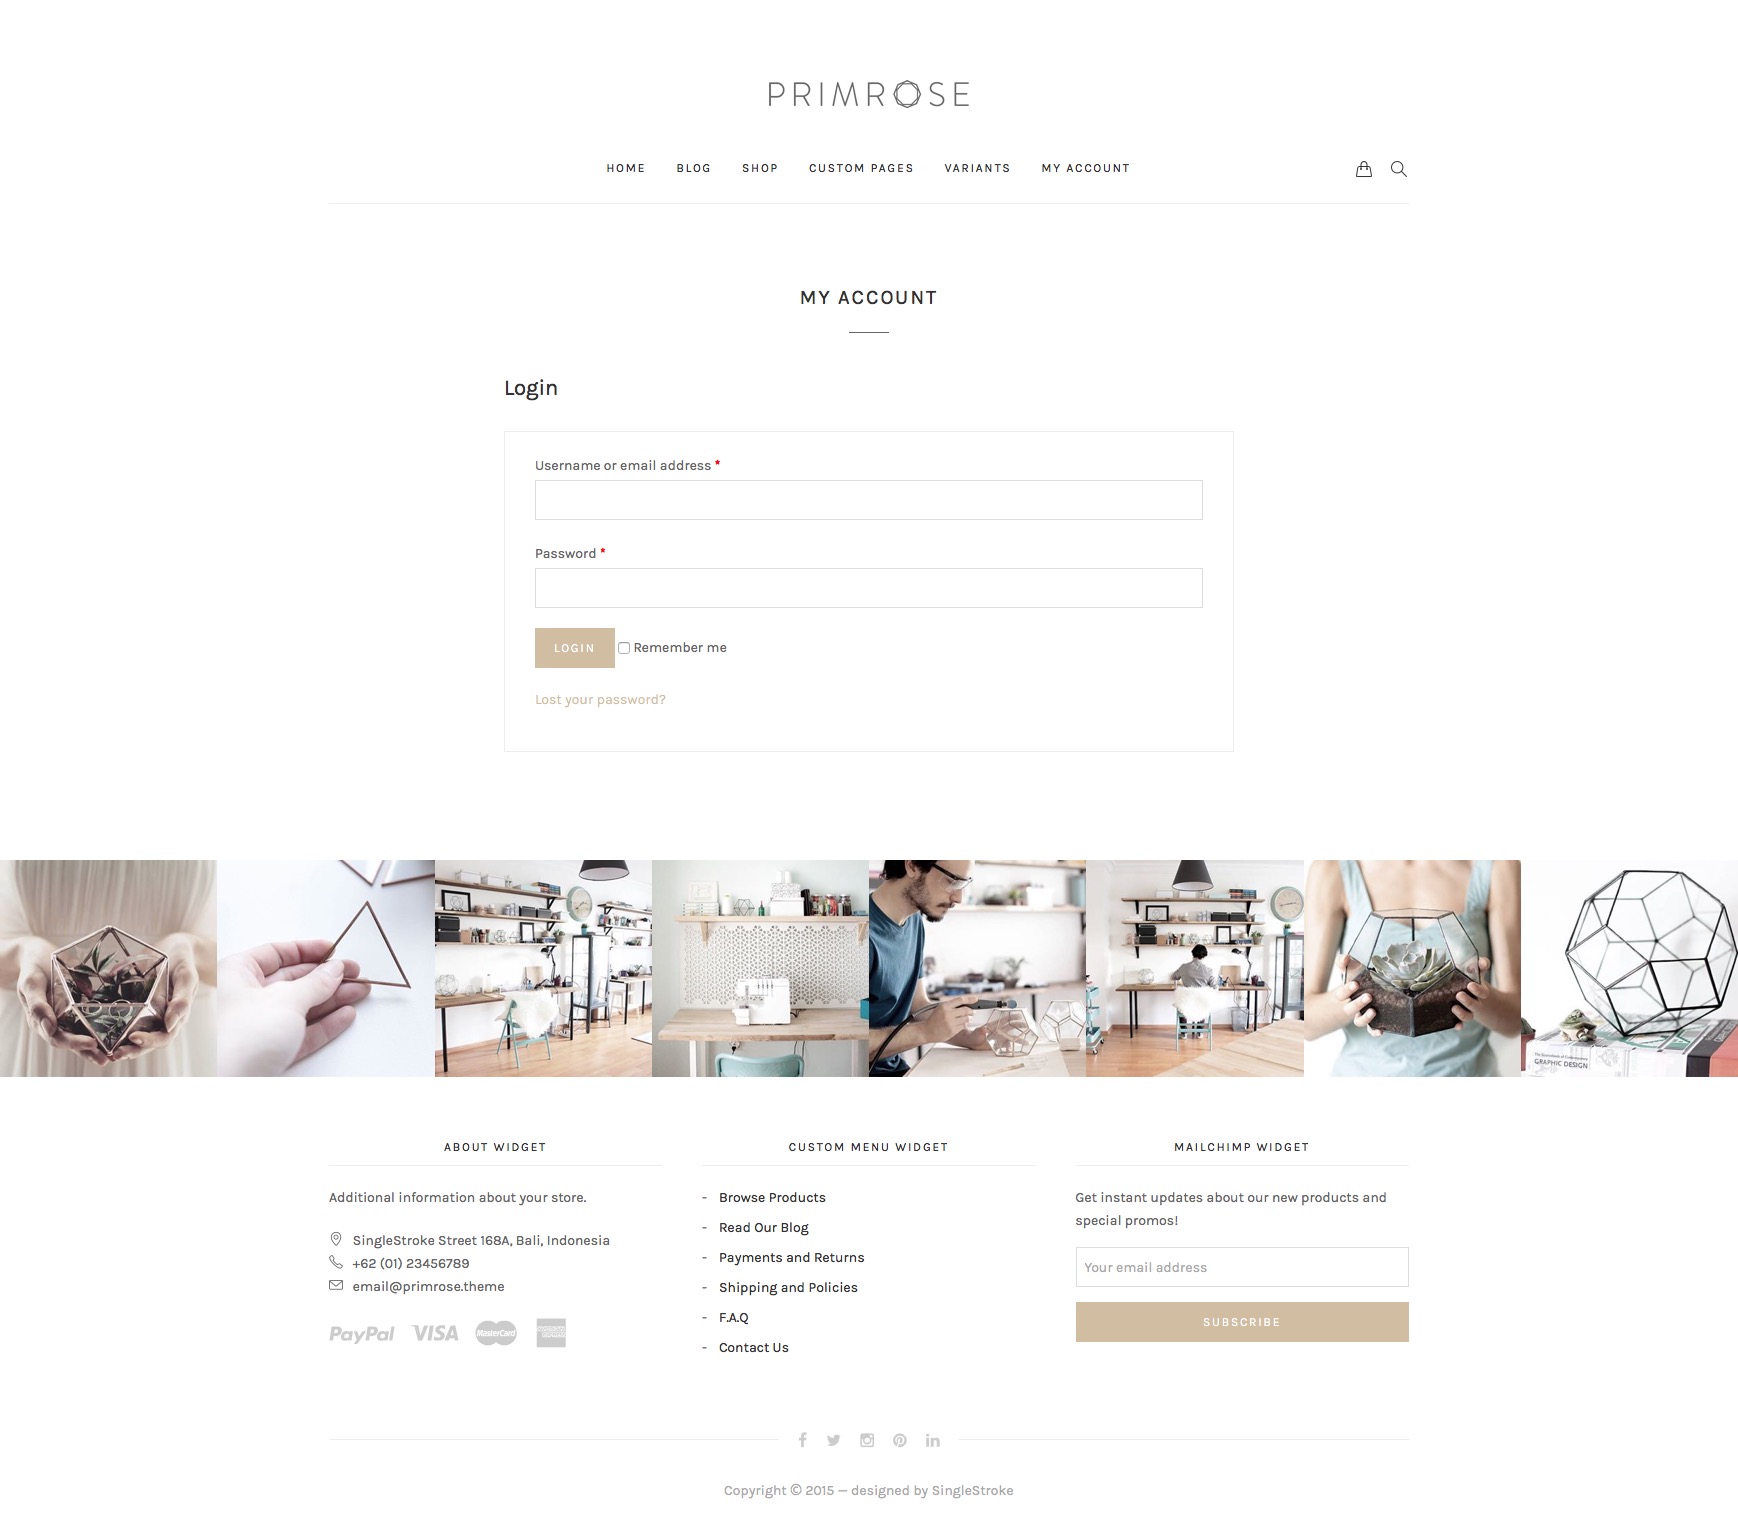 PRIMROSE
HOME BLOG SHOP CUSTOM PAGES VARIANTS MY ACCOUNT
MY ACCOUNT
Login
Username or email address *
Password *
LOGIN Remember me
Lost your password?
GRAPHIC DESIGN
ABOUT WIDGET
Additional information about your store.
SingleStroke Street 168A, Bali, Indonesia
+62 (01) 23456789
email@primrose.theme
PayPal VISA MasterCard AMERICAN EXPRESS
CUSTOM MENU WIDGET
- Browse Products
- Read Our Blog
- Payments and Returns
- Shipping and Policies
- F.A.Q
- Contact Us
MAILCHIMP WIDGET
Get instant updates about our new products and
special promos!
Your email address
SUBSCRIBE
Copyright © 2015 — designed by SingleStroke